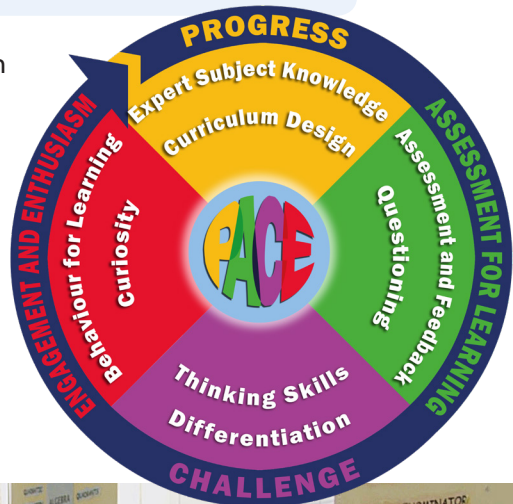 n
PROGRESS
Expert Subject Knowledge
Curriculum Design
ASSESSMENT FOR LEARNING
Assessment and Feedback
Questioning
PACE
ENGAGEMENT AND ENTHUSIASM
Behaviour for Learning
Curiosity
Thinking Skills
Differentiation
CHALLENGE
ALGEBRA